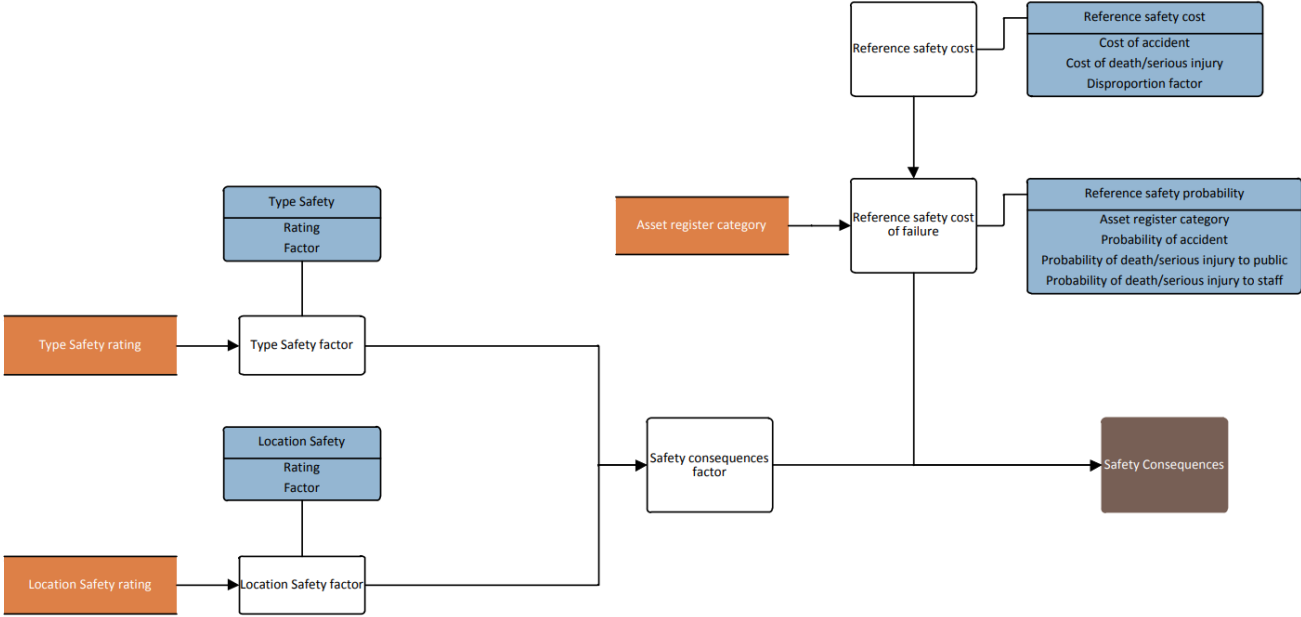 Reference safety cost
Reference safety cost
Cost of accident
Cost of death/serious injury
Disproportion factor
Asset register category
Reference safety cost
of failure
Reference safety probability
Asset register category
Probability of accident
Probability of death/serious injury to public
Probability of death/serious injury to staff
Type Safety
Rating
Factor
Type Safety rating
Type Safety factor
Location Safety
Rating
Factor
Safety consequences
factor
Safety Consequences
Location Safety rating
Location Safety factor